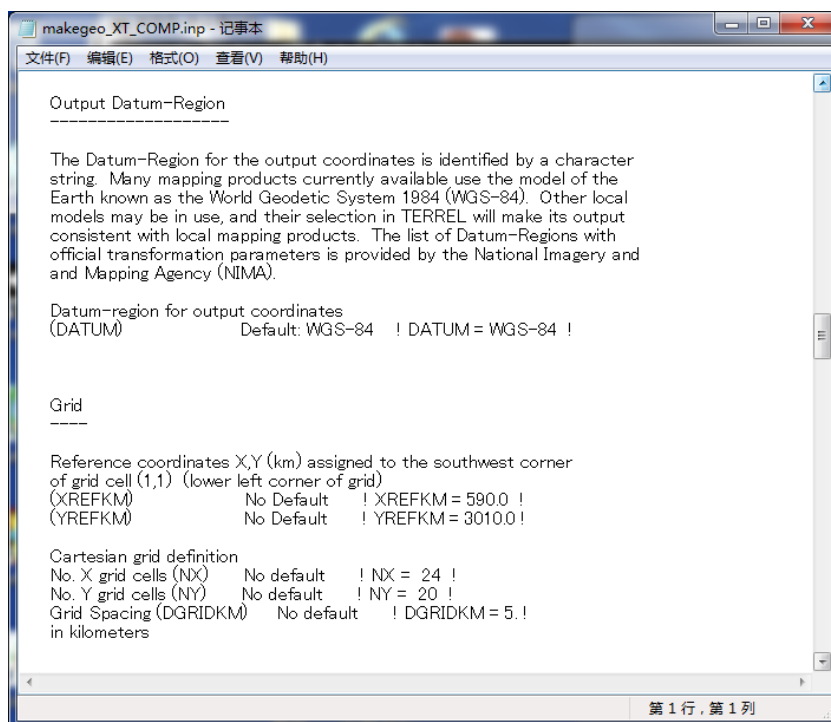 makegeo_XT_COMP.inp - 记事本
文件(F) 编辑(E) 格式(O) 查看(V) 帮助(H)
Output Datum-Region
-------------------
The Datum-Region for the output coordinates is identified by a character
string. Many mapping products currently available use the model of the
Earth known as the World Geodetic System 1984 (WGS-84). Other local
models may be in use, and their selection in TERREL will make its output
consistent with local mapping products. The list of Datum-Regions with
official transformation parameters is provided by the National Imagery and
and Mapping Agency (NIMA).
Datum-region for output coordinates
(DATUM) Default: WGS-84 ! DATUM = WGS-84 !
Grid
----
Reference coordinates X,Y (km) assigned to the southwest corner
of grid cell (1,1) (lower left corner of grid)
(XREFKM) No Default ! XREFKM = 590.0 !
(YREFKM) No Default ! YREFKM = 3010.0 !
Cartesian grid definition
No. X grid cells (NX) No default ! NX = 24 !
No. Y grid cells (NY) No default ! NY = 20 !
Grid Spacing (DGRIDKM) No default ! DGRIDKM = 5. !
in kilometers
第 1 行 , 第 1 列